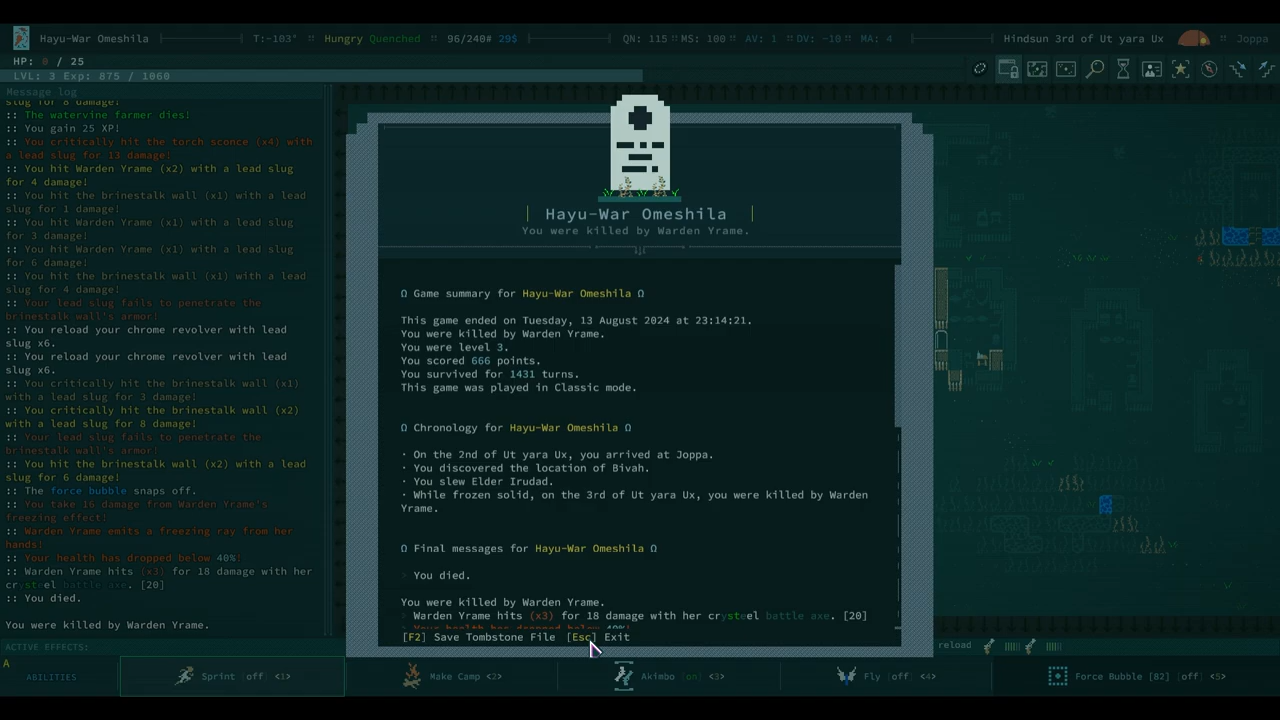 Hayu-War Omeshila
T:-103° :: Hungry Quenched :: 96/240# 29$
QN: 115 :: MS: 100 :: AV: 1 :: DV: -10 :: MA: 4
Hindsun 3rd of Ut yara Ux :: Joppa
HP: 0 / 25
LVL: 3 Exp: 875 / 1060
Message log
slug for 8 damage!
:: The watervine farmer dies!
:: You gain 25 XP!
:: You critically hit the torch sconce (x4) with
a lead slug for 13 damage!
:: You hit Warden Yrame (x2) with a lead slug
for 4 damage!
:: You hit the brinestalk wall (x1) with a lead
slug for 1 damage!
:: You hit Warden Yrame (x1) with a lead slug
for 3 damage!
:: You hit Warden Yrame (x1) with a lead slug
for 6 damage!
:: You hit the brinestalk wall (x1) with a lead
slug for 4 damage!
:: Your lead slug fails to penetrate the
brinestalk wall's armor!
:: You reload your chrome revolver with lead
slug x6.
:: You reload your chrome revolver with lead
slug x6.
:: You critically hit the brinestalk wall (x1)
with a lead slug for 3 damage!
:: You critically hit the brinestalk wall (x2)
with a lead slug for 8 damage!
:: Your lead slug fails to penetrate the
brinestalk wall's armor!
:: You hit the brinestalk wall (x2) with a lead
slug for 6 damage!
:: The force bubble snaps off.
:: You take 16 damage from Warden Yrame's
freezing effect!
:: Warden Yrame emits a freezing ray from her
hands!
:: Your health has dropped below 40%!
:: Warden Yrame hits (x3) for 18 damage with her
crysteel battle axe. [20]
:: You died.
You were killed by Warden Yrame.
Hayu-War Omeshila
You were killed by Warden Yrame.
Ω Game summary for Hayu-War Omeshila Ω
This game ended on Tuesday, 13 August 2024 at 23:14:21.
You were killed by Warden Yrame.
You were level 3.
You scored 666 points.
You survived for 1431 turns.
This game was played in Classic mode.
Ω Chronology for Hayu-War Omeshila Ω
· On the 2nd of Ut yara Ux, you arrived at Joppa.
· You discovered the location of Bivah.
· You slew Elder Irudad.
· While frozen solid, on the 3rd of Ut yara Ux, you were killed by Warden
Yrame.
Ω Final messages for Hayu-War Omeshila Ω
> You died.
You were killed by Warden Yrame.
> Warden Yrame hits (x3) for 18 damage with her crysteel battle axe. [20]
> Your health has dropped below 40%!
[F2] Save Tombstone File [Esc] Exit
ACTIVE EFFECTS:
reload
A
ABILITIES
Sprint [off] <1>
Make Camp <2>
Akimbo [on] <3>
Fly [off] <4>
Force Bubble [82] [off] <5>